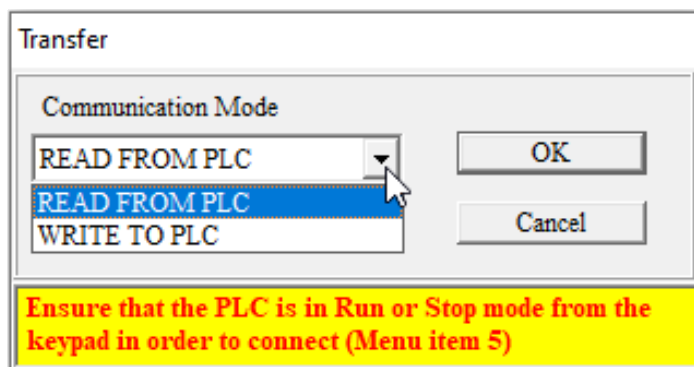 Transfer
Communication Mode
READ FROM PLC
OK
READ FROM PLC
WRITE TO PLC
Cancel
Ensure that the PLC is in Run or Stop mode from the
keypad in order to connect (Menu item 5)